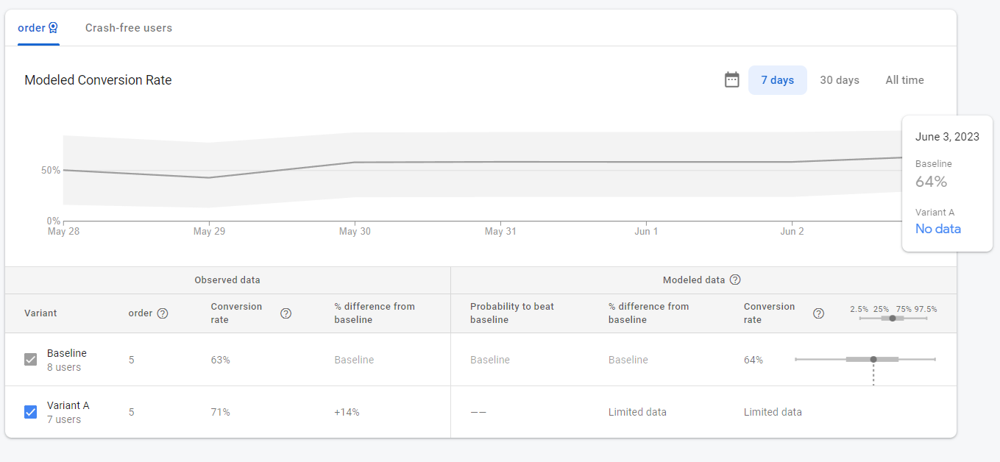 order Crash-free users
Modeled Conversion Rate
7 days 30 days All time
June 3, 2023
Baseline
64%
Variant A
No data
50%
0%
May 28 May 29 May 30 May 31 Jun 1 Jun 2
Observed data Modeled data ?
Variant
order ?
Conversion
rate ?
% difference from
baseline
Probability to beat
baseline
% difference from
baseline
Conversion
rate ?
2.5% 25% 75% 97.5%
Baseline
8 users
5 63% Baseline Baseline Baseline 64%
Variant A
7 users
5 71% +14% —— Limited data Limited data